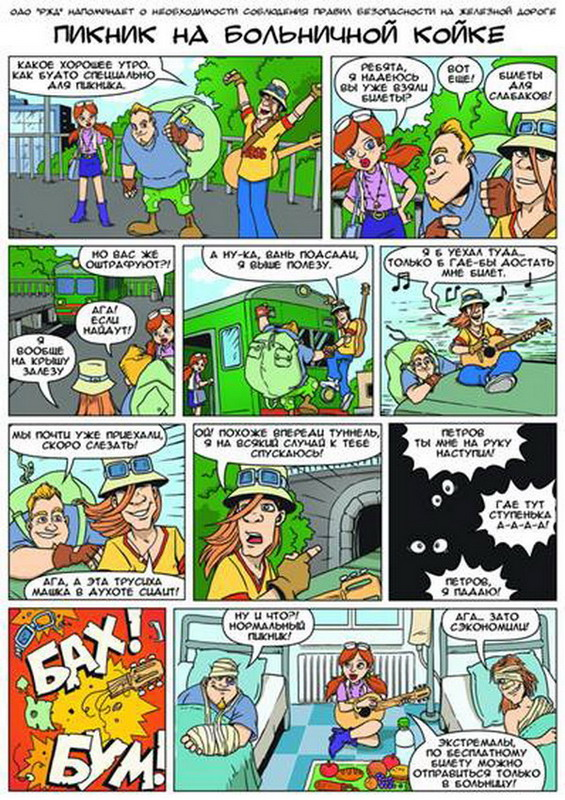 ОАО "РЖД" НАПОМИНАЕТ О НЕОБХОДИМОСТИ СОБЛЮДЕНИЯ ПРАВИЛ БЕЗОПАСНОСТИ НА ЖЕЛЕЗНОЙ ДОРОГЕ
ПИКНИК НА БОЛЬНИЧНОЙ КОЙКЕ
КАКОЕ ХОРОШЕЕ УТРО.
КАК БУДТО СПЕЦИАЛЬНО
ДЛЯ ПИКНИКА.
РЕБЯТА,
Я НАДЕЮСЬ
ВЫ УЖЕ ВЗЯЛИ
БИЛЕТЫ?
ВОТ
ЕЩЕ!
БИЛЕТЫ
ДЛЯ
СЛАБАКОВ!
НО ВАС ЖЕ
ОШТРАФУЮТ?!
АГА!
ЕСЛИ
НАЙДУТ!
Я
ВООБЩЕ
НА КРЫШУ
ЗАЛЕЗУ
А НУ-КА, ВАНЬ ПОДСАДИ,
Я ВЫШЕ ПОЛЕЗУ.
Я Б УЕХАЛ ТУДА...
ТОЛЬКО Б ГДЕ-БЫ ДОСТАТЬ
МНЕ БИЛЕТ.
МЫ ПОЧТИ УЖЕ ПРИЕХАЛИ,
СКОРО СЛЕЗАТЬ!
АГА, А ЭТА ТРУСИХА
МАШКА В ДУХОТЕ СИДИТ!
ОЙ! ПОХОЖЕ ВПЕРЕДИ ТУННЕЛЬ,
Я НА ВСЯКИЙ СЛУЧАЙ К ТЕБЕ
СПУСКАЮСЬ!
ПЕТРОВ
ТЫ МНЕ НА РУКУ
НАСТУПИЛ!
ГДЕ ТУТ
СТУПЕНЬКА
А-А-А-А!
ПЕТРОВ,
Я ПАДАЮ!
БАХ!
БУМ!
НУ И ЧТО?!
НОРМАЛЬНЫЙ
ПИКНИК!
АГА... ЗАТО
СЭКОНОМИЛИ!
ЭКСТРЕМАЛЫ,
ПО БЕСПЛАТНОМУ
БИЛЕТУ МОЖНО
ОТПРАВИТЬСЯ ТОЛЬКО
В БОЛЬНИЦУ!